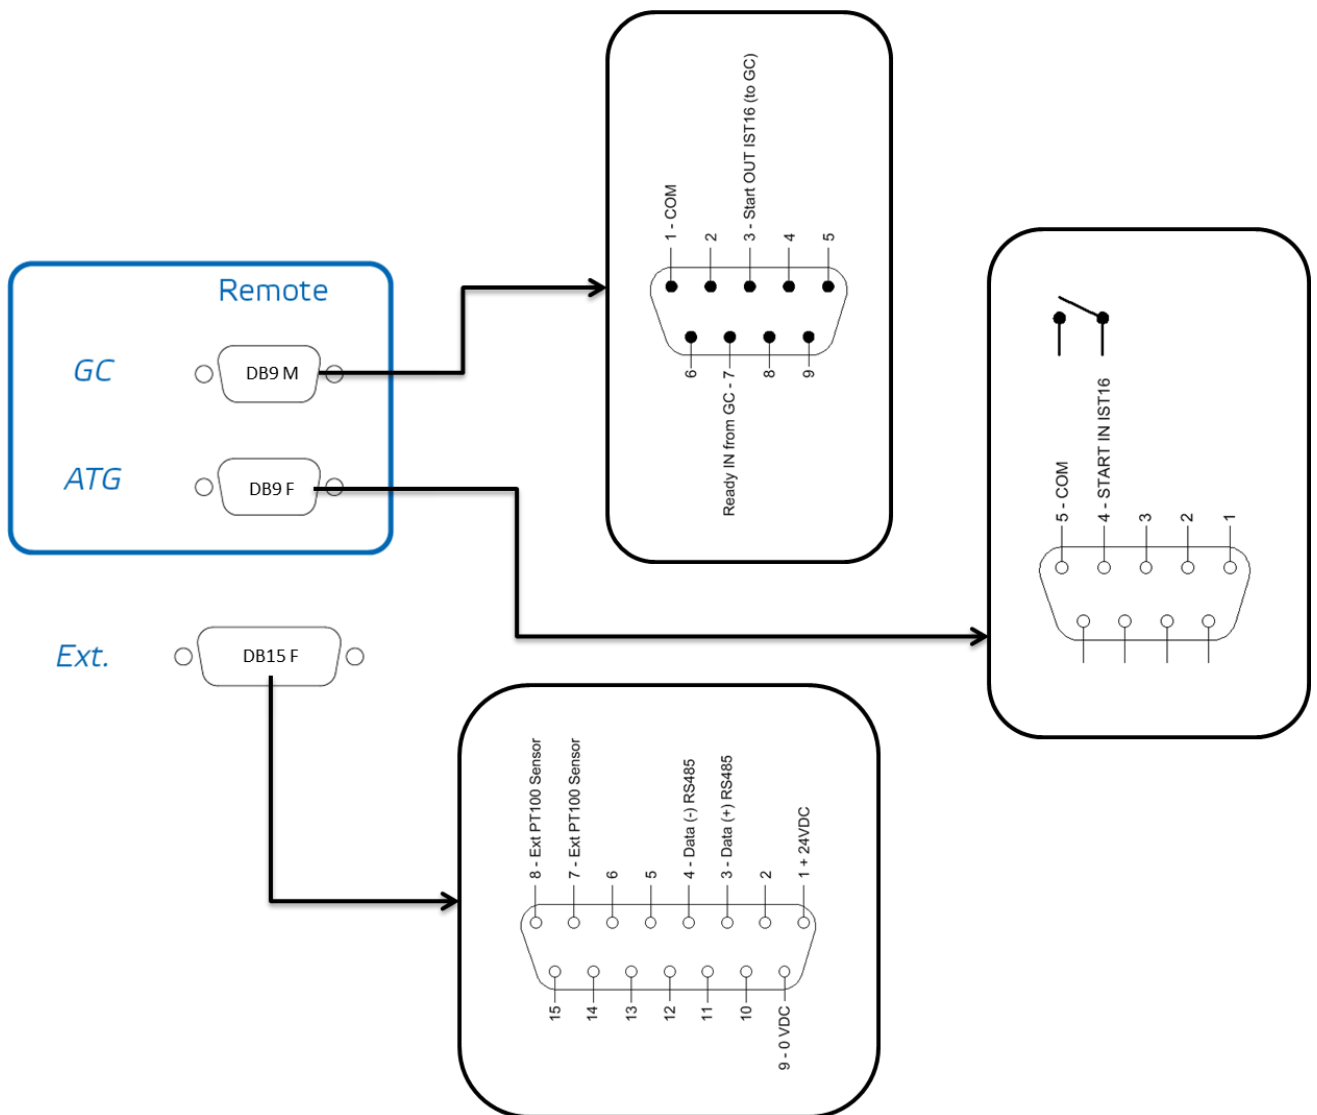 Remote
GC
DB9 M
ATG
DB9 F
Ext.
DB15 F
1 - COM
2
3 - Start OUT IST16 (to GC)
4
5
6
Ready IN from GC - 7
8
9
5 - COM
4 - START IN IST16
3
2
1
8 - Ext PT100 Sensor
7 - Ext PT100 Sensor
6
5
4 - Data (-) RS485
3 - Data (+) RS485
2
1 + 24VDC
15
14
13
12
11
10
9 - 0 VDC